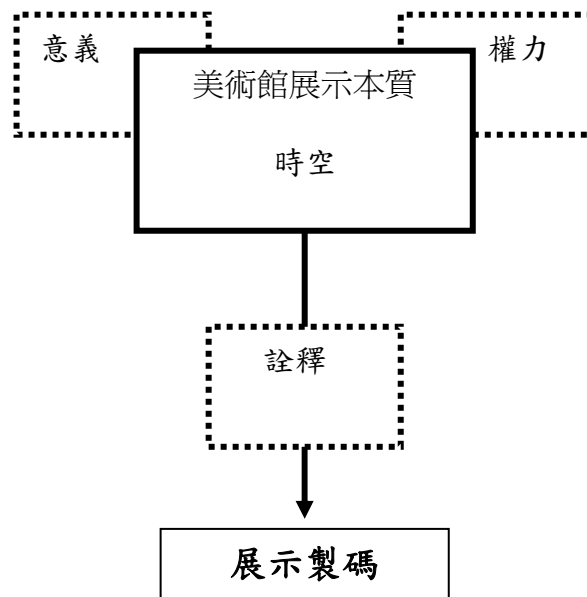 意義
權力
美術館展示本質
時空
詮釋
展示製碼